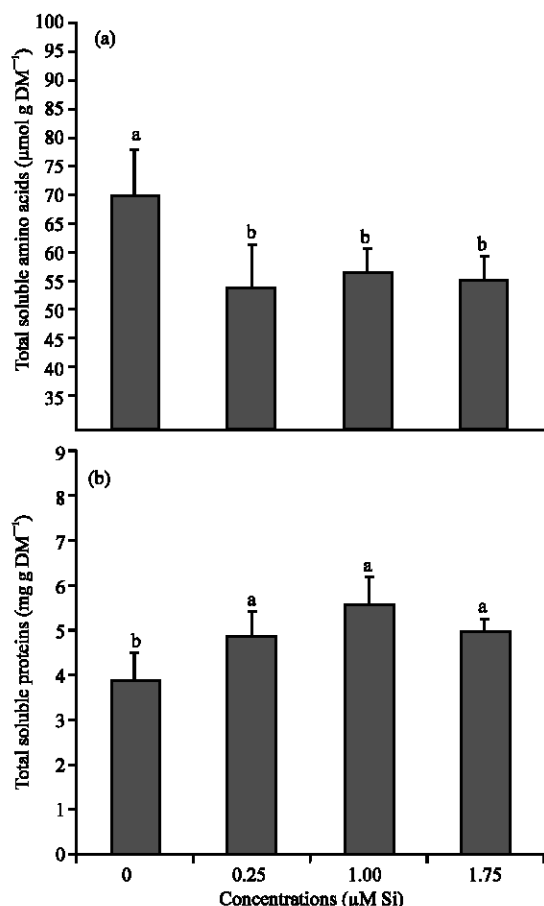 (a)
100
95
90
85
80
75
70
65
60
55
50
45
40
35
Total soluble amino acids (µmol g DM⁻¹)
a
b
b
b
(b)
9
8
7
6
5
4
3
2
1
0
Total soluble proteins (mg g DM⁻¹)
b
a
a
a
0 0.25 1.00 1.75
Concentrations (µM Si)